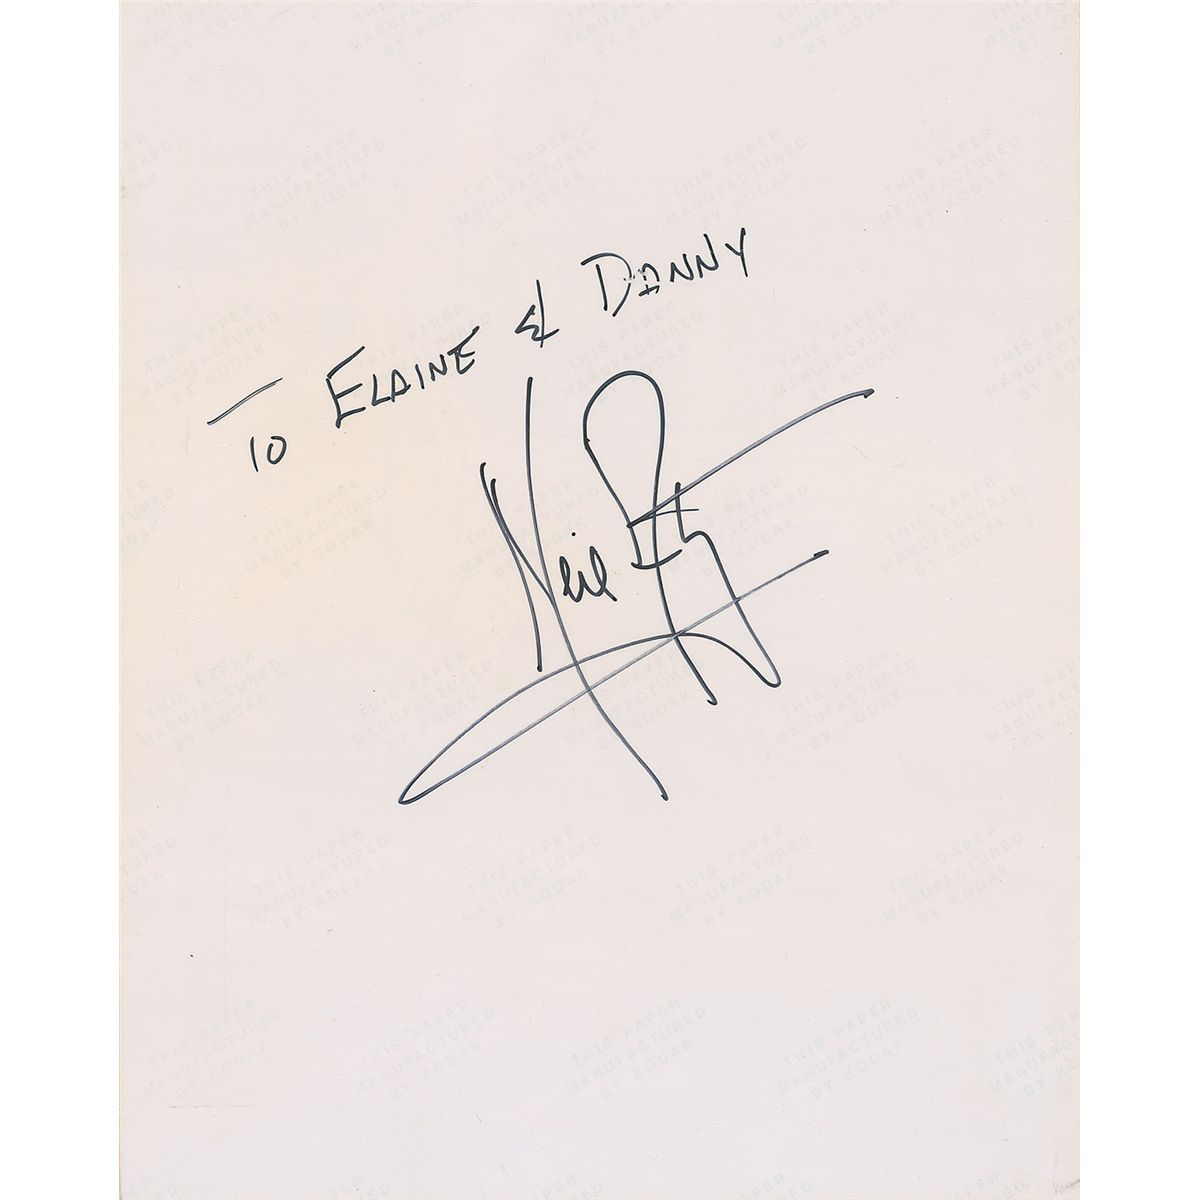 To ELAINE & DANNY
Neil
THIS PAPER
MANUFACTURED
BY KODAK